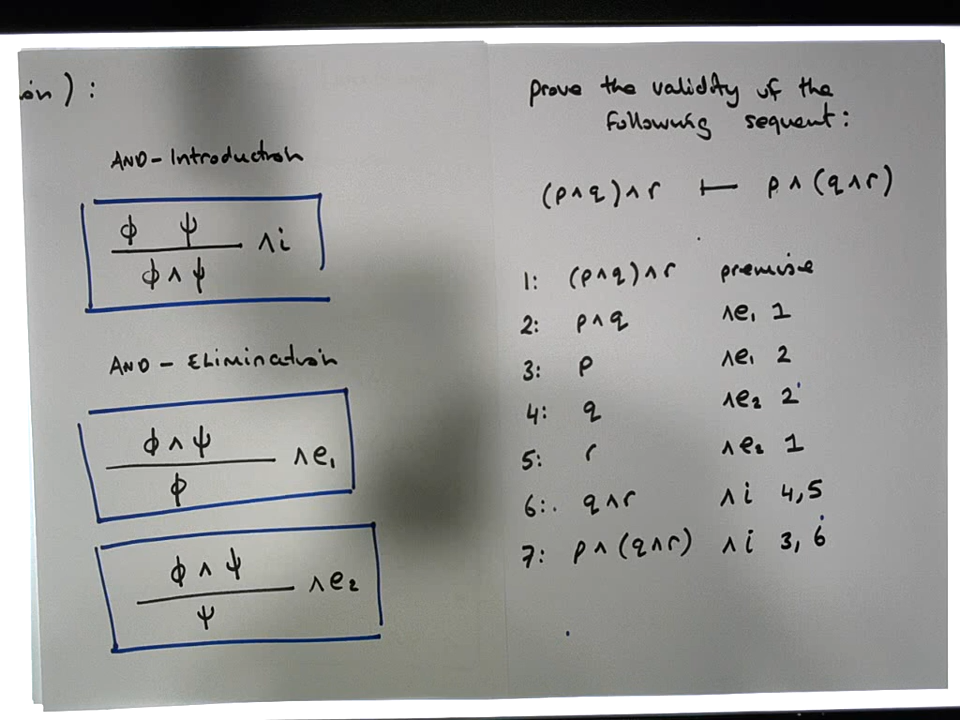 ion):
AND-Introduction
ϕ ψ
ϕ∧ψ
∧i
AND - Elimination
ϕ∧ψ
ϕ
∧e₁
ϕ∧ψ
ψ
∧e₂
prove the validity of the
following sequent:
(p∧q)∧r ⊢ p∧(q∧r)
1: (p∧q)∧r premise
2: p∧q ∧e₁ 1
3: p ∧e₁ 2
4: q ∧e₂ 2
5: r ∧e₂ 1
6: q∧r ∧i 4,5
7: p∧(q∧r) ∧i 3,6